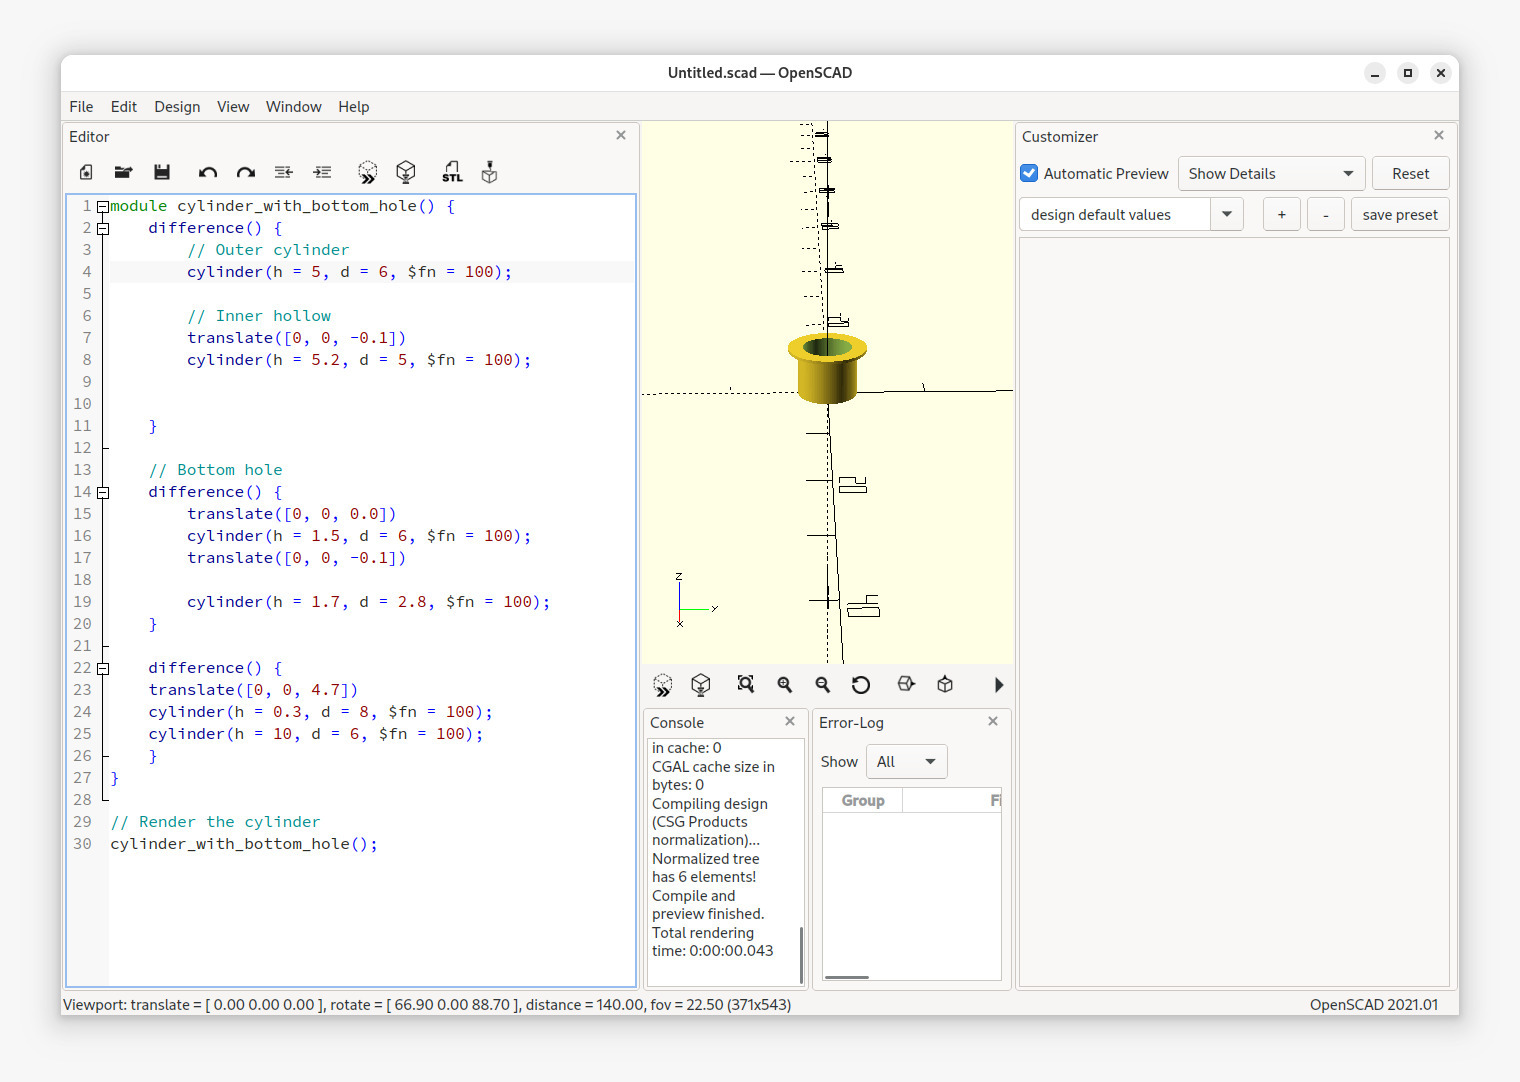 Untitled.scad — OpenSCAD
File Edit Design View Window Help
Editor
STL
1 module cylinder_with_bottom_hole() {
2 difference() {
3 // Outer cylinder
4 cylinder(h = 5, d = 6, $fn = 100);
5
6 // Inner hollow
7 translate([0, 0, -0.1])
8 cylinder(h = 5.2, d = 5, $fn = 100);
9
10
11 }
12
13 // Bottom hole
14 difference() {
15 translate([0, 0, 0.0])
16 cylinder(h = 1.5, d = 6, $fn = 100);
17 translate([0, 0, -0.1])
18
19 cylinder(h = 1.7, d = 2.8, $fn = 100);
20 }
21
22 difference() {
23 translate([0, 0, 4.7])
24 cylinder(h = 0.3, d = 8, $fn = 100);
25 cylinder(h = 10, d = 6, $fn = 100);
26 }
27 }
28
29 // Render the cylinder
30 cylinder_with_bottom_hole();
Z
Y
X
Console
in cache: 0
CGAL cache size in
bytes: 0
Compiling design
(CSG Products
normalization)...
Normalized tree
has 6 elements!
Compile and
preview finished.
Total rendering
time: 0:00:00.043
Error-Log
Show All
Group
Customizer
Automatic Preview Show Details Reset
design default values + - save preset
Viewport: translate = [ 0.00 0.00 0.00 ], rotate = [ 66.90 0.00 88.70 ], distance = 140.00, fov = 22.50 (371x543)
OpenSCAD 2021.01